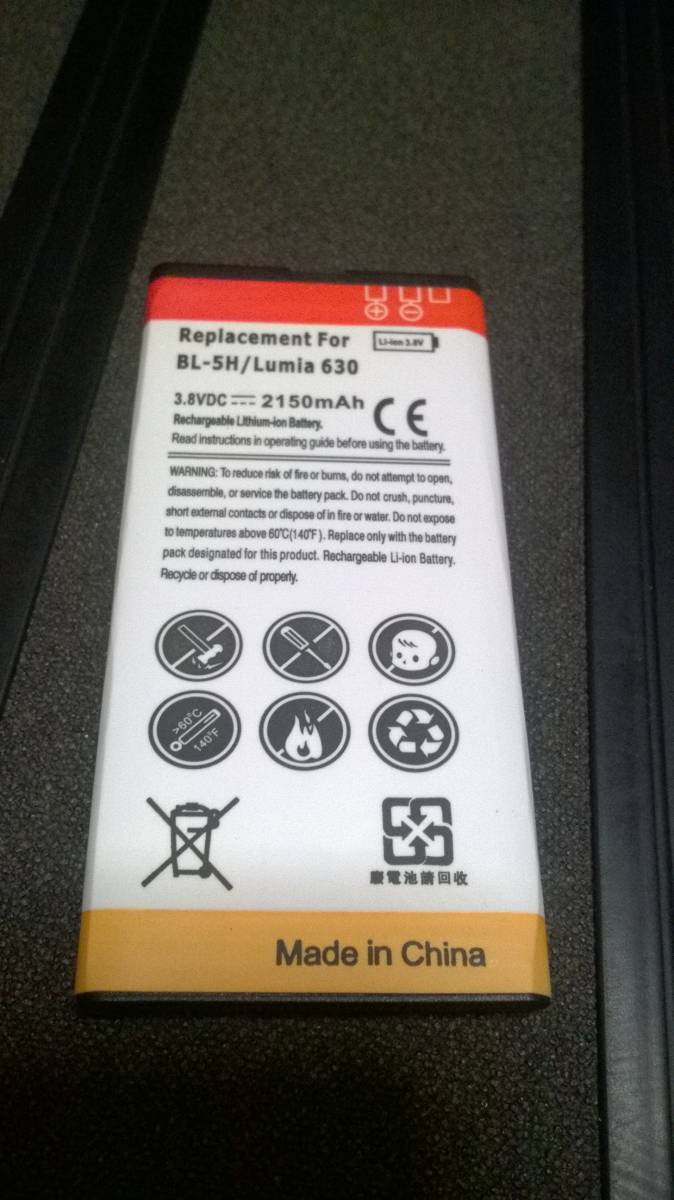 + -
Replacement For
Li-ion 3.8V
BL-5H/Lumia 630
3.8VDC 2150mAh
CE
Rechargeable Lithium-ion Battery.
Read instructions in operating guide before using the battery.
WARNING: To reduce risk of fire or burns, do not attempt to open,
disassemble, or service the battery pack. Do not crush, puncture,
short external contacts or dispose of in fire or water. Do not expose
to temperatures above 60℃(140℉). Replace only with the battery
pack designated for this product. Rechargeable Li-ion Battery.
Recycle or dispose of properly.
>60°C
140°F
廢電池請回收
Made in China